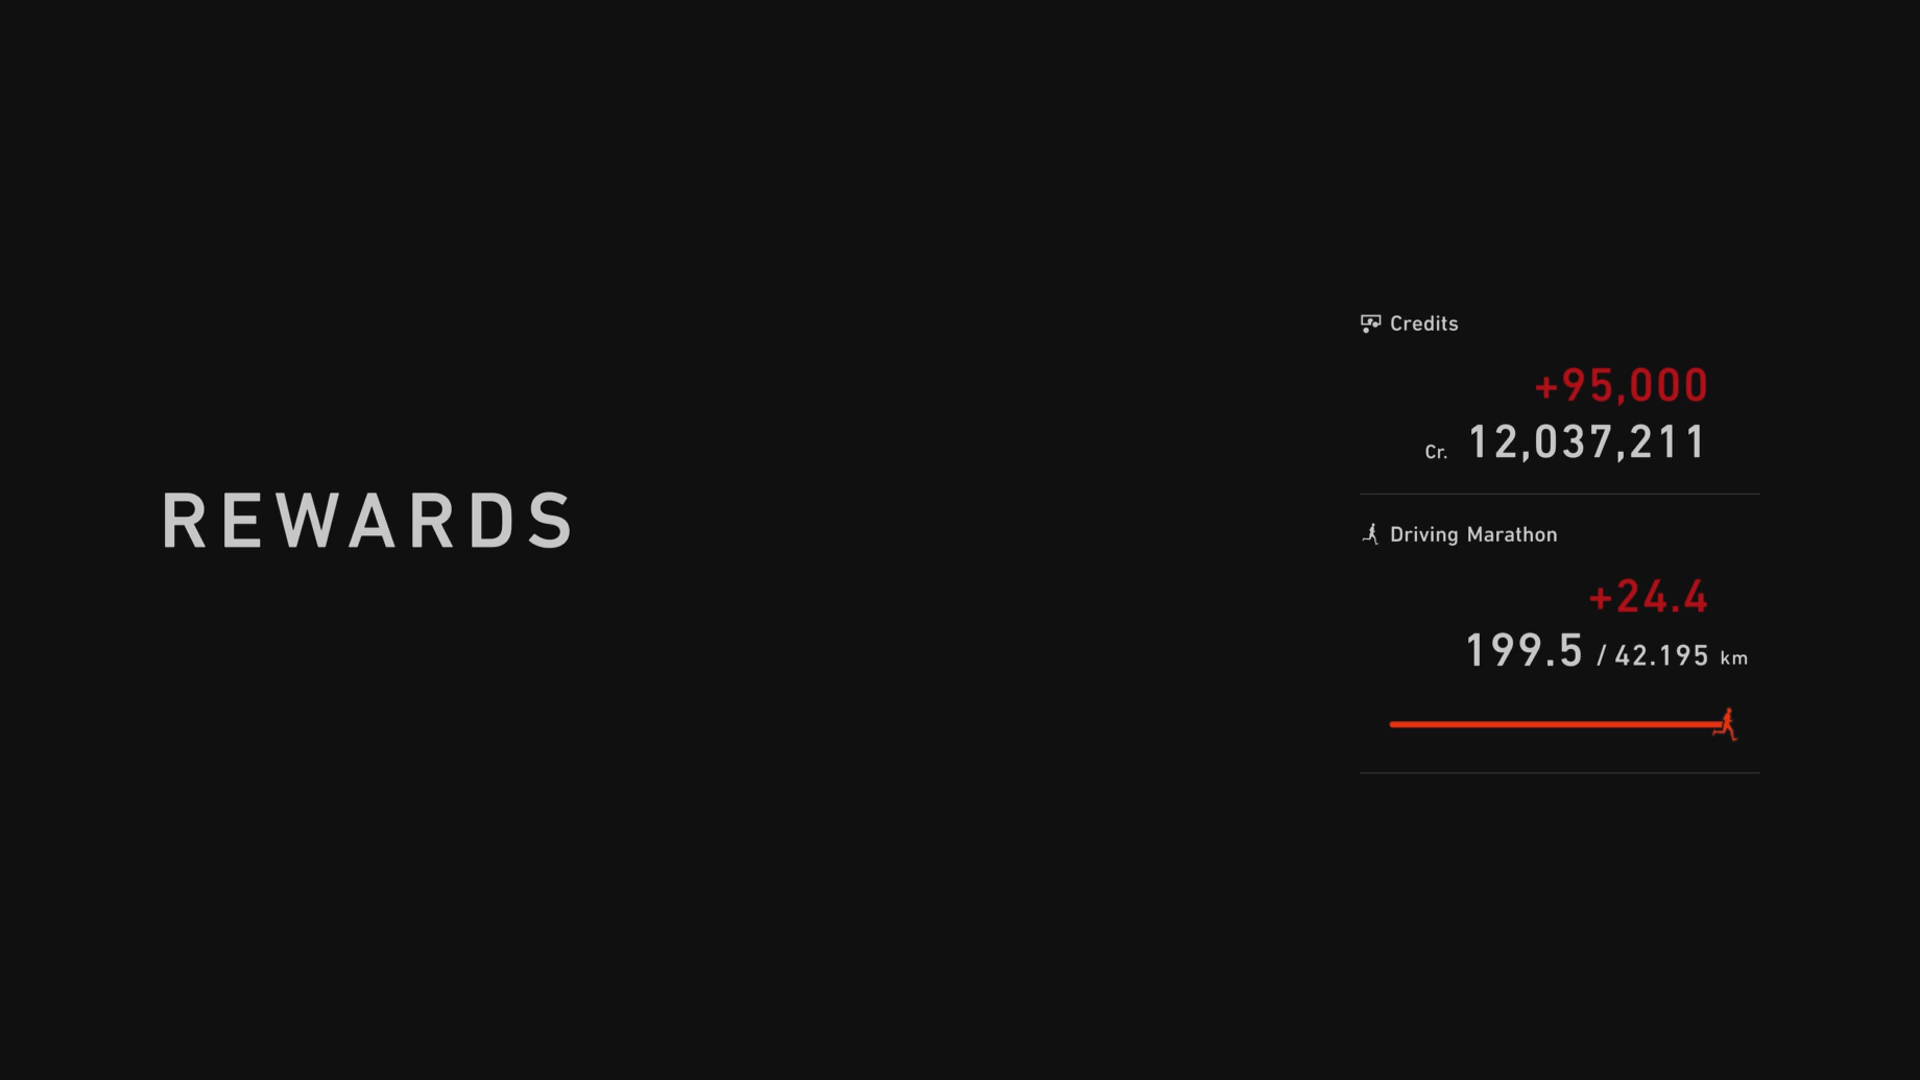 REWARDS
Credits
+95,000
Cr. 12,037,211
Driving Marathon
+24.4
199.5 / 42.195 km